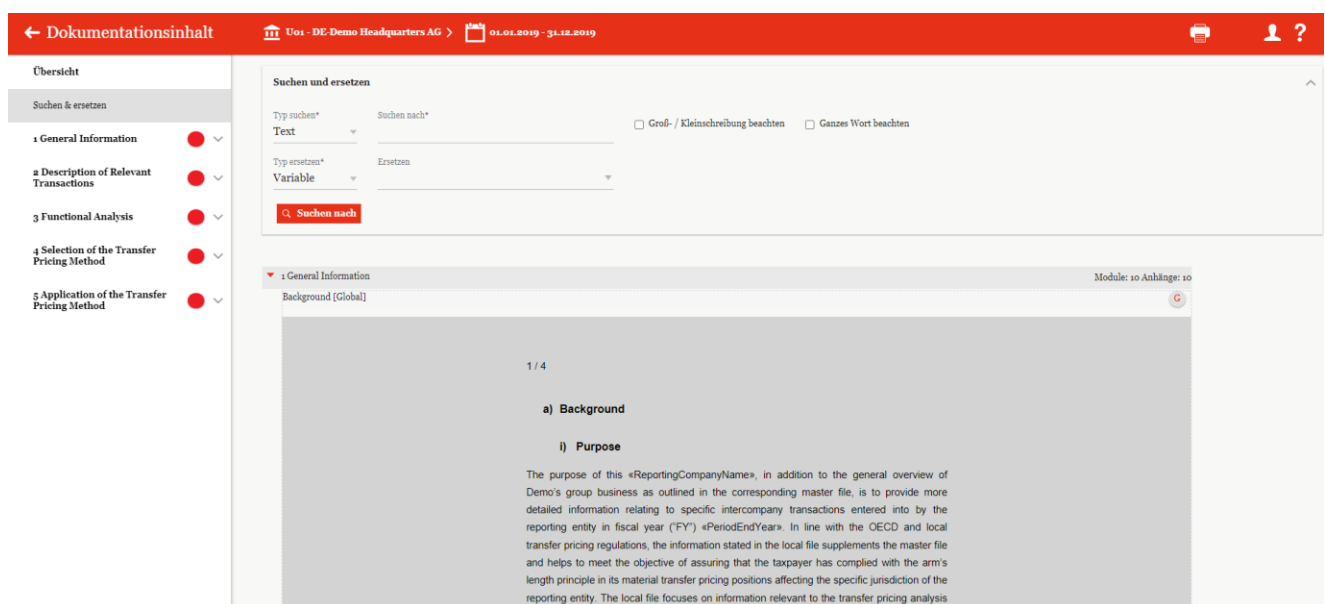 Dokumentationsinhalt
U01 - DE-Demo Headquarters AG
01.01.2019 - 31.12.2019
?
Übersicht
Suchen & ersetzen
1 General Information
2 Description of Relevant
Transactions
3 Functional Analysis
4 Selection of the Transfer
Pricing Method
5 Application of the Transfer
Pricing Method
Suchen und ersetzen
Typ suchen*
Suchen nach*
Text
Groß- / Kleinschreibung beachten
Ganzes Wort beachten
Typ ersetzen*
Ersetzen
Variable
Suchen nach
1 General Information
Module: 10 Anhänge: 10
Background [Global]
G
1 / 4
a) Background
i) Purpose
The purpose of this «ReportingCompanyName», in addition to the general overview of
Demo's group business as outlined in the corresponding master file, is to provide more
detailed information relating to specific intercompany transactions entered into by the
reporting entity in fiscal year ("FY") «PeriodEndYear». In line with the OECD and local
transfer pricing regulations, the information stated in the local file supplements the master file
and helps to meet the objective of assuring that the taxpayer has complied with the arm's
length principle in its material transfer pricing positions affecting the specific jurisdiction of the
reporting entity. The local file focuses on information relevant to the transfer pricing analysis